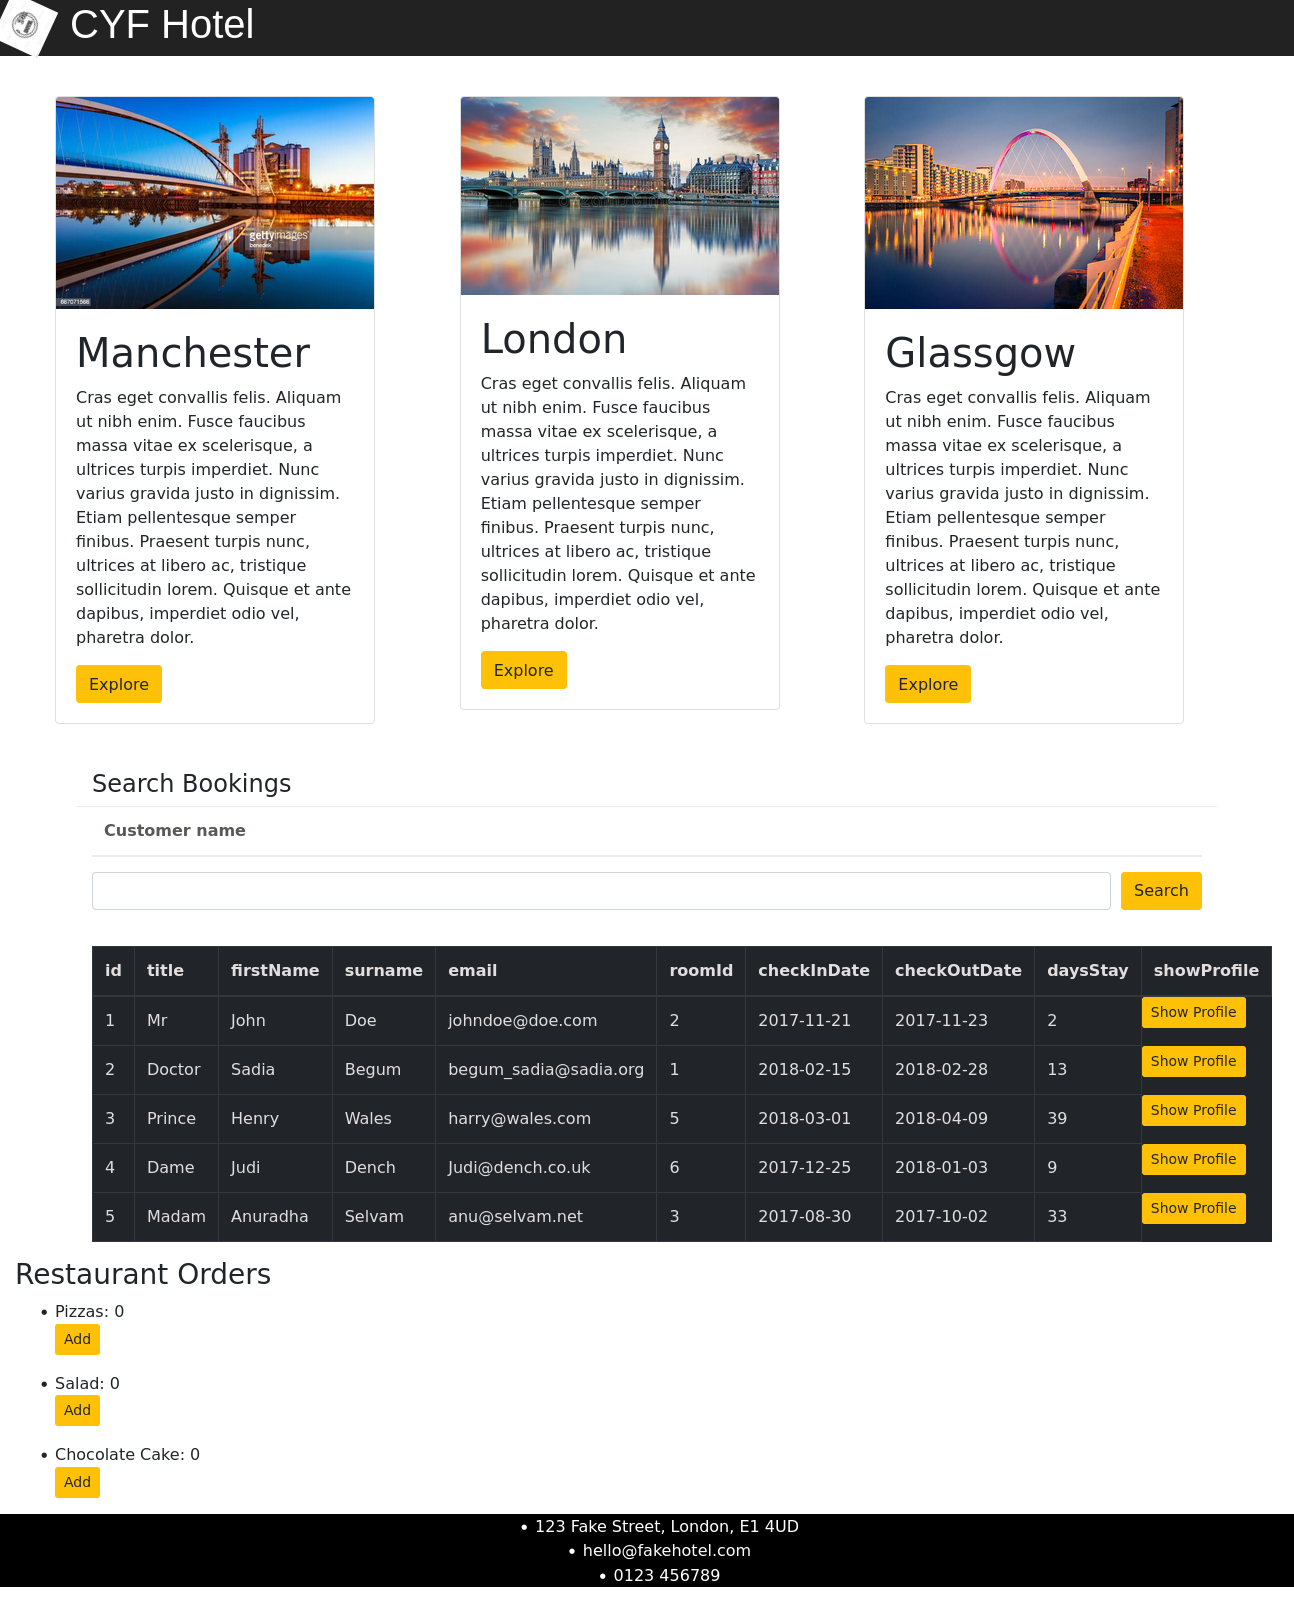 CYF Hotel
gettyimages
benedek
667071566
Manchester
Cras eget convallis felis. Aliquam
ut nibh enim. Fusce faucibus
massa vitae ex scelerisque, a
ultrices turpis imperdiet. Nunc
varius gravida justo in dignissim.
Etiam pellentesque semper
finibus. Praesent turpis nunc,
ultrices at libero ac, tristique
sollicitudin lorem. Quisque et ante
dapibus, imperdiet odio vel,
pharetra dolor.
Explore
London
Cras eget convallis felis. Aliquam
ut nibh enim. Fusce faucibus
massa vitae ex scelerisque, a
ultrices turpis imperdiet. Nunc
varius gravida justo in dignissim.
Etiam pellentesque semper
finibus. Praesent turpis nunc,
ultrices at libero ac, tristique
sollicitudin lorem. Quisque et ante
dapibus, imperdiet odio vel,
pharetra dolor.
Explore
Glassgow
Cras eget convallis felis. Aliquam
ut nibh enim. Fusce faucibus
massa vitae ex scelerisque, a
ultrices turpis imperdiet. Nunc
varius gravida justo in dignissim.
Etiam pellentesque semper
finibus. Praesent turpis nunc,
ultrices at libero ac, tristique
sollicitudin lorem. Quisque et ante
dapibus, imperdiet odio vel,
pharetra dolor.
Explore
Search Bookings
Customer name
Search
id title firstName surname email roomId checkInDate checkOutDate daysStay showProfile
1 Mr John Doe johndoe@doe.com 2 2017-11-21 2017-11-23 2 Show Profile
2 Doctor Sadia Begum begum_sadia@sadia.org 1 2018-02-15 2018-02-28 13 Show Profile
3 Prince Henry Wales harry@wales.com 5 2018-03-01 2018-04-09 39 Show Profile
4 Dame Judi Dench Judi@dench.co.uk 6 2017-12-25 2018-01-03 9 Show Profile
5 Madam Anuradha Selvam anu@selvam.net 3 2017-08-30 2017-10-02 33 Show Profile
Restaurant Orders
• Pizzas: 0
Add
• Salad: 0
Add
• Chocolate Cake: 0
Add
• 123 Fake Street, London, E1 4UD
• hello@fakehotel.com
• 0123 456789